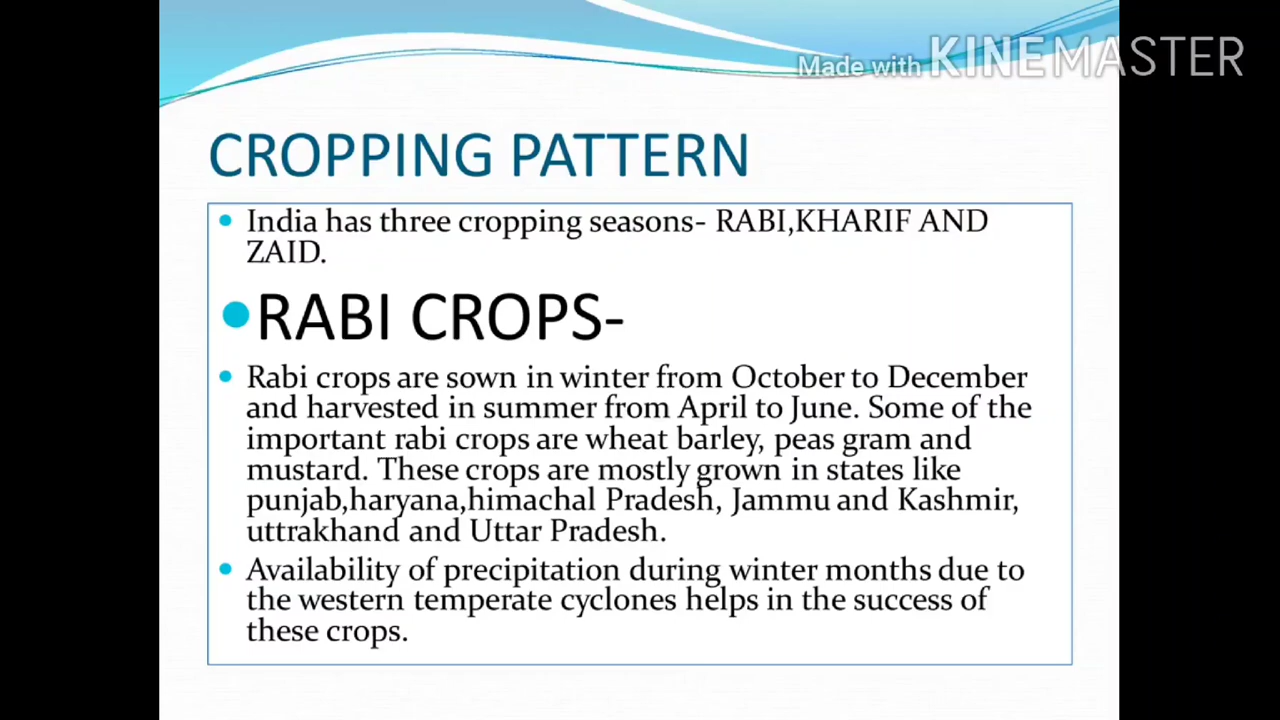 Made with KINEMASTER
CROPPING PATTERN
• India has three cropping seasons- RABI,KHARIF AND
ZAID.
•RABI CROPS-
• Rabi crops are sown in winter from October to December
and harvested in summer from April to June. Some of the
important rabi crops are wheat barley, peas gram and
mustard. These crops are mostly grown in states like
punjab,haryana,himachal Pradesh, Jammu and Kashmir,
uttrakhand and Uttar Pradesh.
• Availability of precipitation during winter months due to
the western temperate cyclones helps in the success of
these crops.